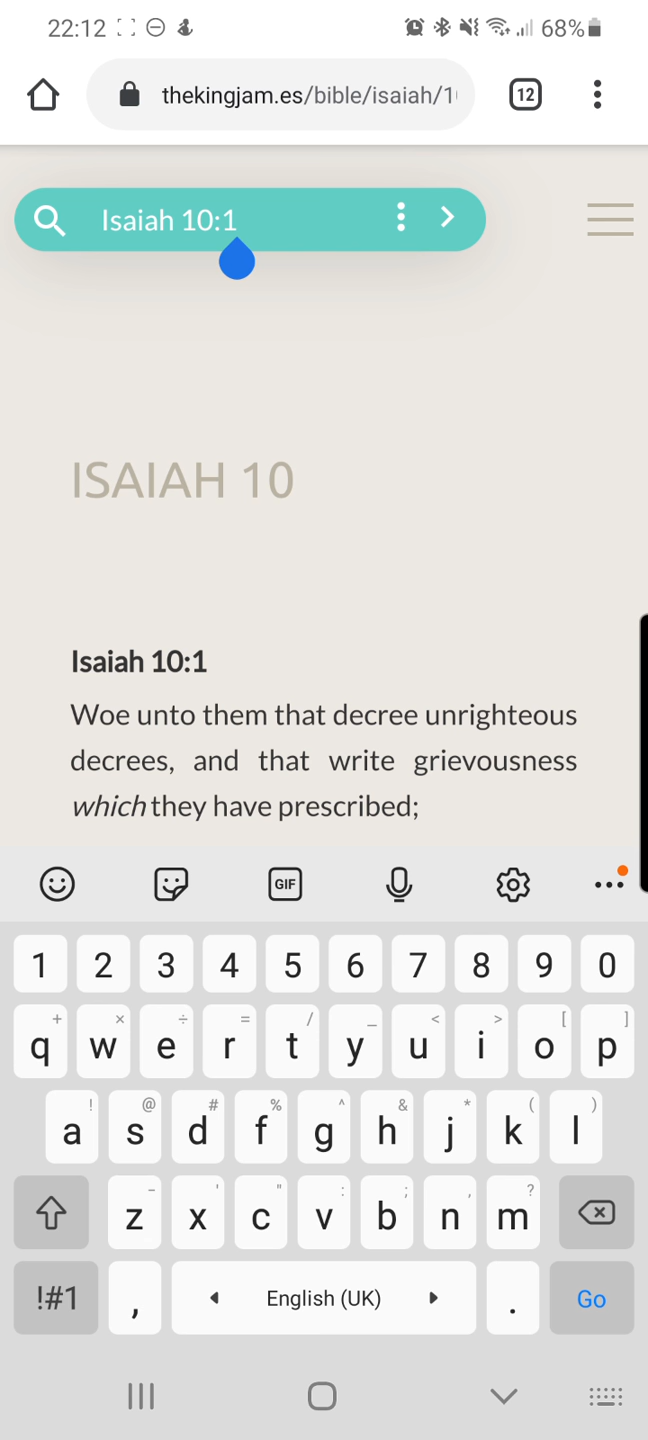 22:12 68%
thekingjam.es/bible/isaiah/1
12
Isaiah 10:1
ISAIAH 10
Isaiah 10:1
Woe unto them that decree unrighteous
decrees, and that write grievousness
which they have prescribed;
GIF
1 2 3 4 5 6 7 8 9 0
+ × ÷ = / _ < > [ ]
q w e r t y u i o p
! @ # % ^ & * ( )
a s d f g h j k l
- ' " : ; , ?
z x c v b n m
!#1 , English (UK) . Go